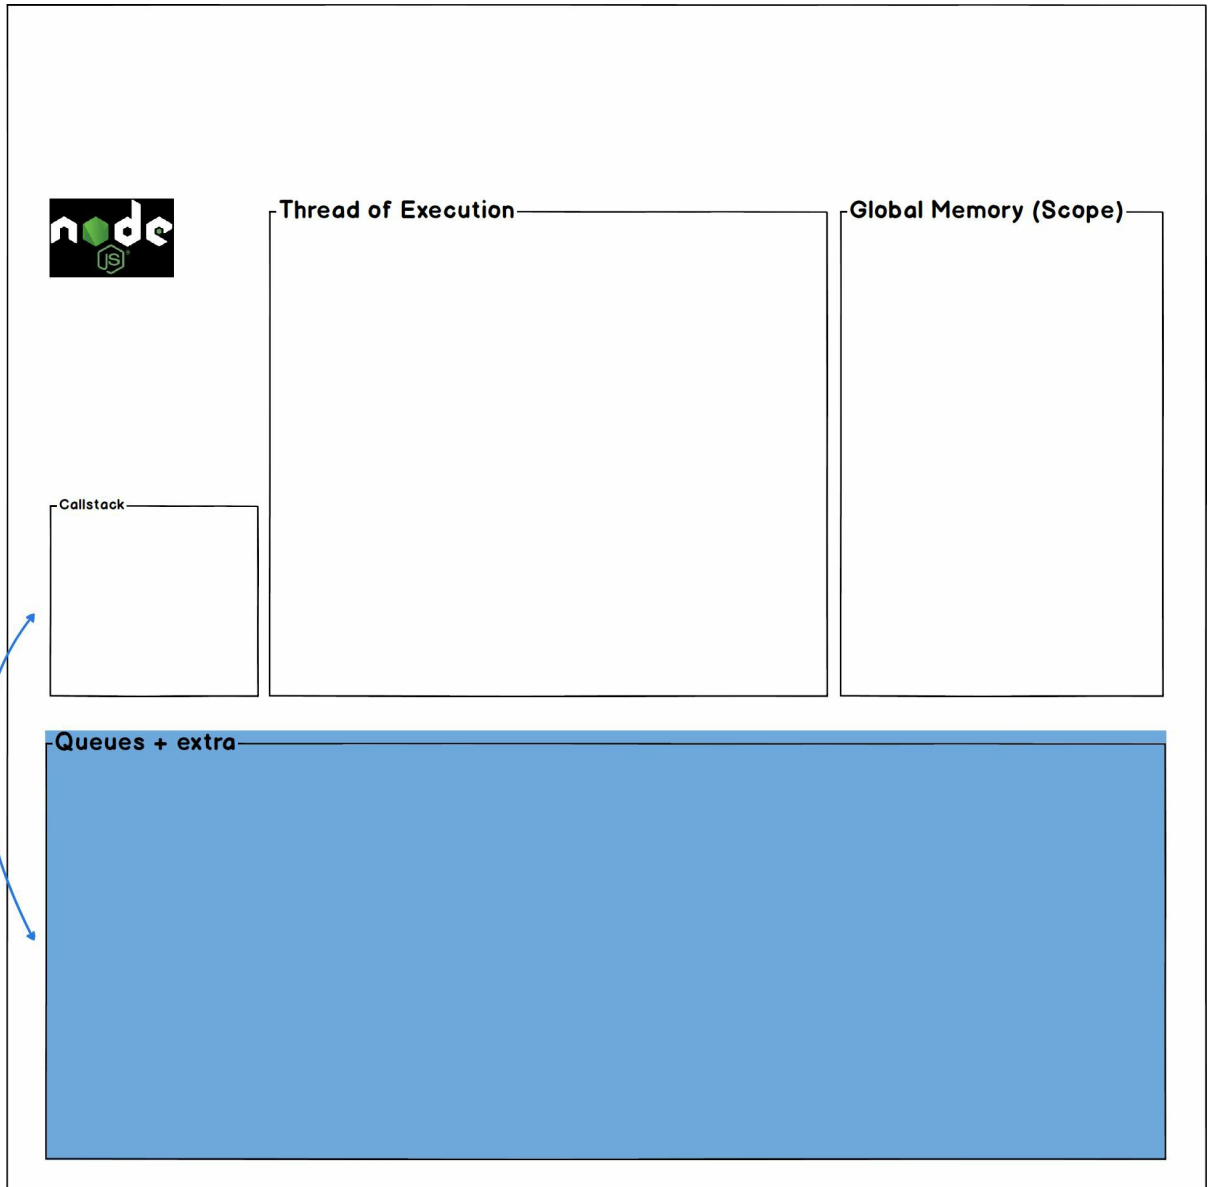 node
JS
Thread of Execution
Global Memory (Scope)
Callstack
Queues + extra